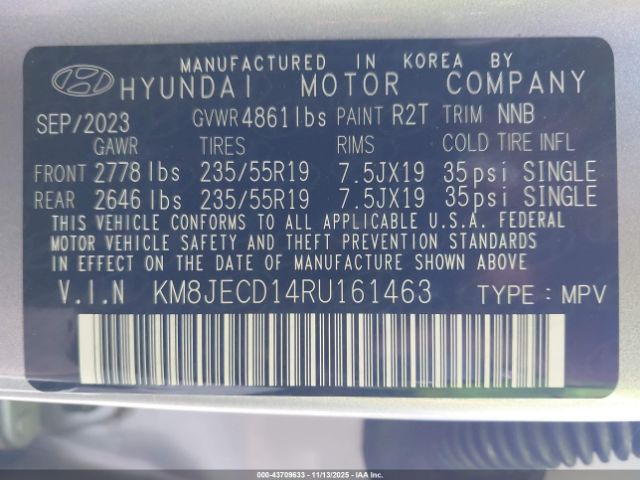 MANUFACTURED IN KOREA BY
HYUNDAI MOTOR COMPANY
SEP/2023 GVWR 4861 lbs PAINT R2T TRIM NNB
GAWR TIRES RIMS COLD TIRE INFL
FRONT 2778 lbs 235/55R19 7.5JX19 35 psi SINGLE
REAR 2646 lbs 235/55R19 7.5JX19 35 psi SINGLE
THIS VEHICLE CONFORMS TO ALL APPLICABLE U.S.A. FEDERAL
MOTOR VEHICLE SAFETY AND THEFT PREVENTION STANDARDS
IN EFFECT ON THE DATE OF MANUFACTURE SHOWN ABOVE
V.I.N KM8JECD14RU161463 TYPE : MPV
000-43709633 - 11/13/2025 - IAAI.COM